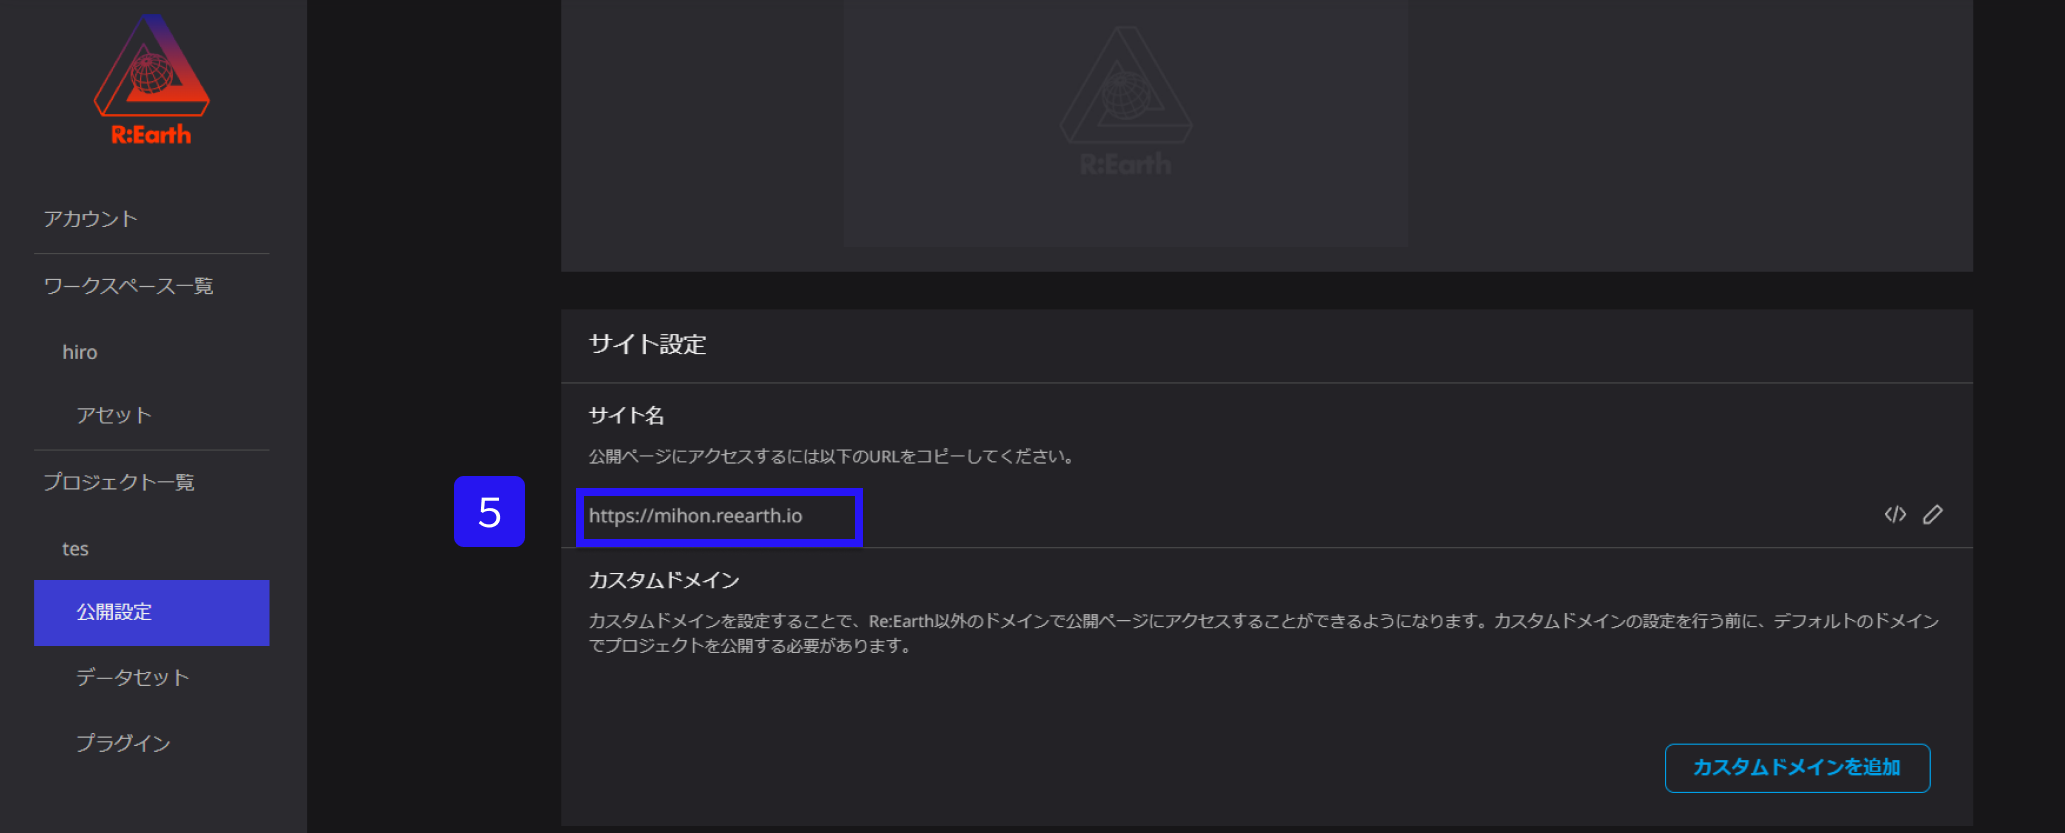 R:Earth
アカウント
ワークスペース一覧
hiro
アセット
プロジェクト一覧
tes
公開設定
データセット
プラグイン
R:Earth
サイト設定
サイト名
公開ページにアクセスするには以下のURLをコピーしてください。
5
https://mihon.reearth.io
</>
カスタムドメイン
カスタムドメインを設定することで、Re:Earth以外のドメインで公開ページにアクセスすることができるようになります。カスタムドメインの設定を行う前に、デフォルトのドメイン
でプロジェクトを公開する必要があります。
カスタムドメインを追加